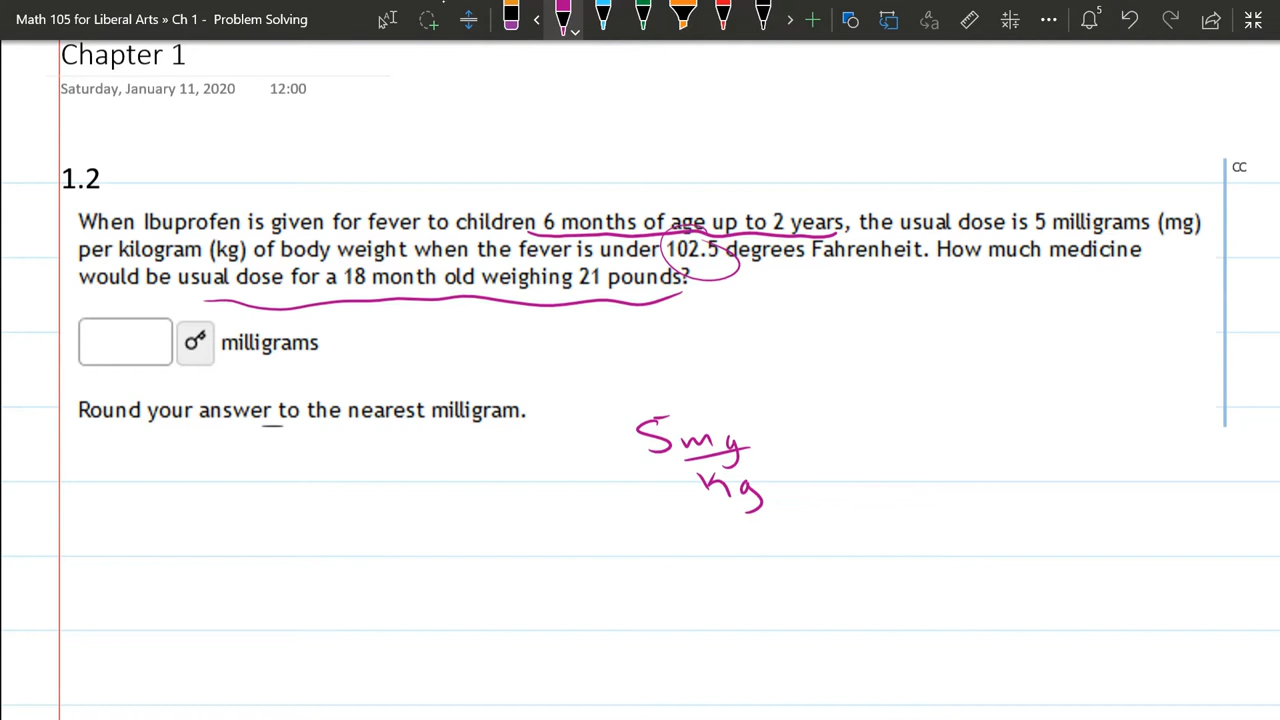 Math 105 for Liberal Arts » Ch 1 - Problem Solving
Chapter 1
Saturday, January 11, 2020 12:00
CC
1.2
When Ibuprofen is given for fever to children 6 months of age up to 2 years, the usual dose is 5 milligrams (mg)
per kilogram (kg) of body weight when the fever is under 102.5 degrees Fahrenheit. How much medicine
would be usual dose for a 18 month old weighing 21 pounds?
milligrams
Round your answer to the nearest milligram.
5 mg
kg